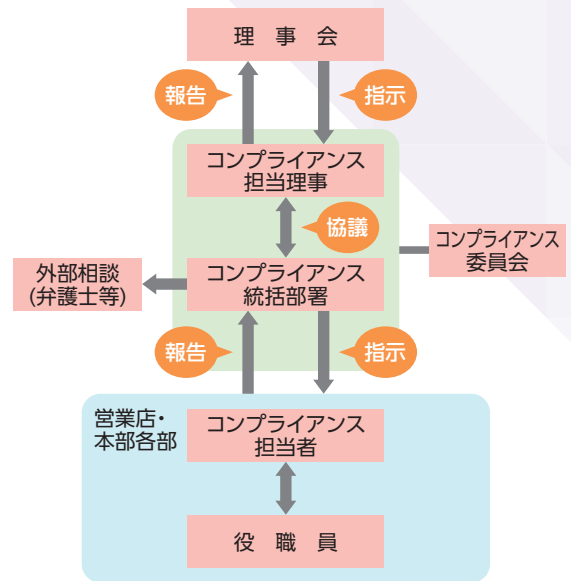 理事会
報告
指示
コンプライアンス
担当理事
協議
コンプライアンス
委員会
外部相談
(弁護士等)
コンプライアンス
統括部署
報告
指示
営業店・
本部各部
コンプライアンス
担当者
役職員